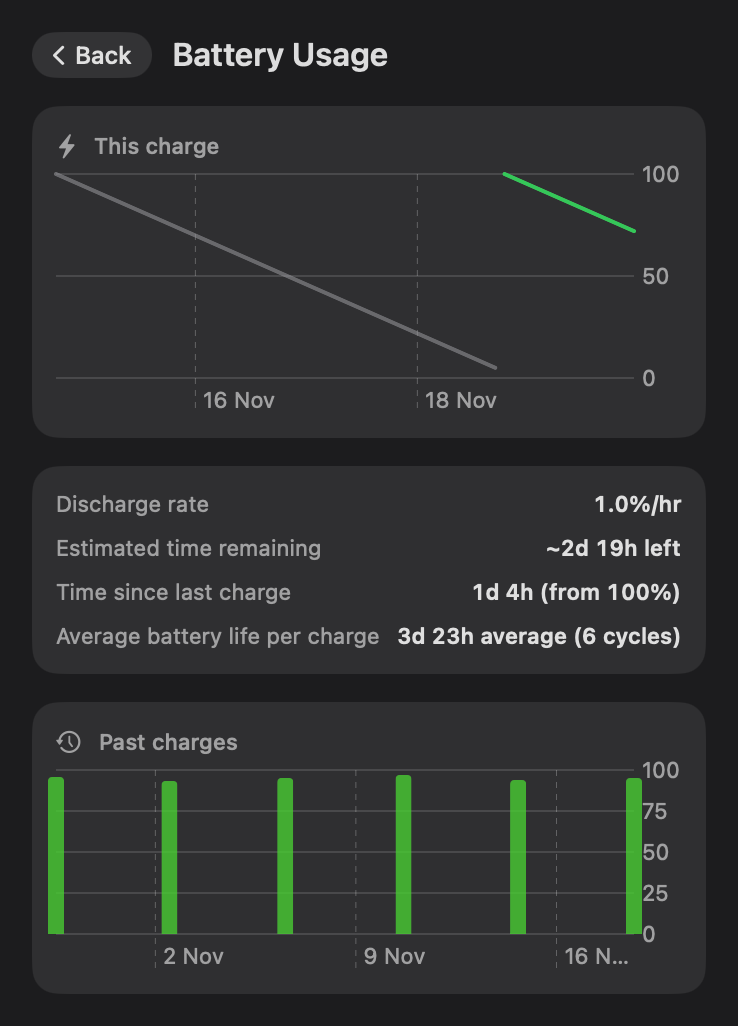 Back Battery Usage
This charge
100
50
0
16 Nov 18 Nov
Discharge rate 1.0%/hr
Estimated time remaining ~2d 19h left
Time since last charge 1d 4h (from 100%)
Average battery life per charge 3d 23h average (6 cycles)
Past charges
100
75
50
25
0
2 Nov 9 Nov 16 N...